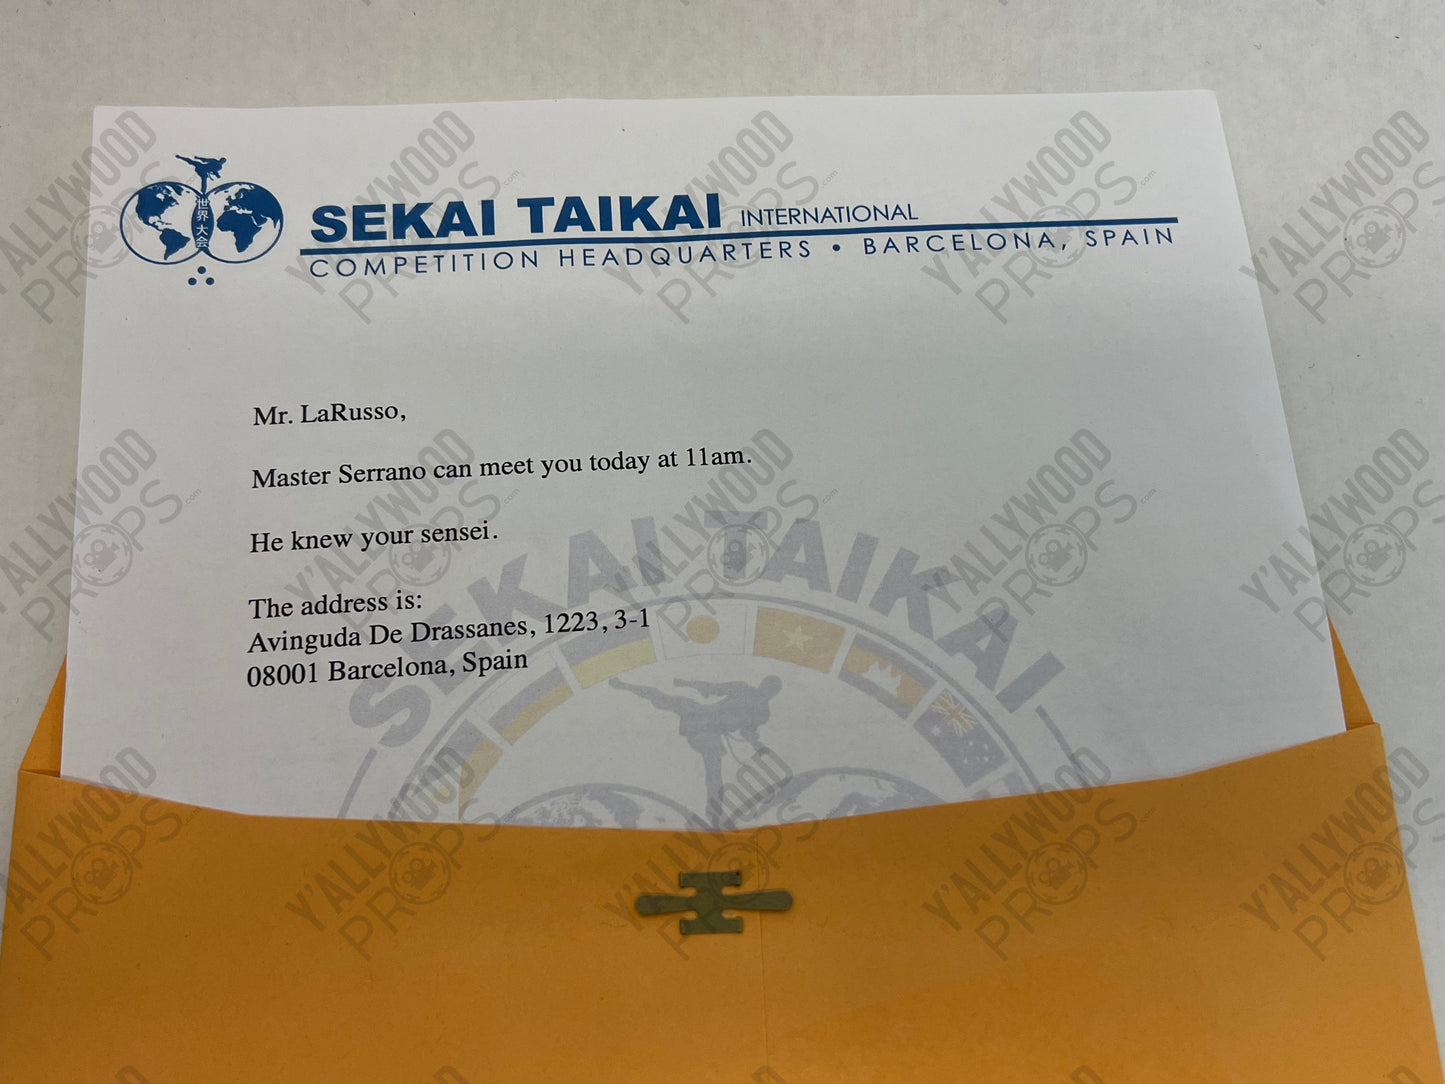 世界大会
SEKAI TAIKAI INTERNATIONAL
COMPETITION HEADQUARTERS • BARCELONA, SPAIN
Mr. LaRusso,
Master Serrano can meet you today at 11am.
He knew your sensei.
The address is:
Avinguda De Drassanes, 1223, 3-1
08001 Barcelona, Spain
SEKAI TAIKAI
Y'ALLYWOOD
PROPS.com